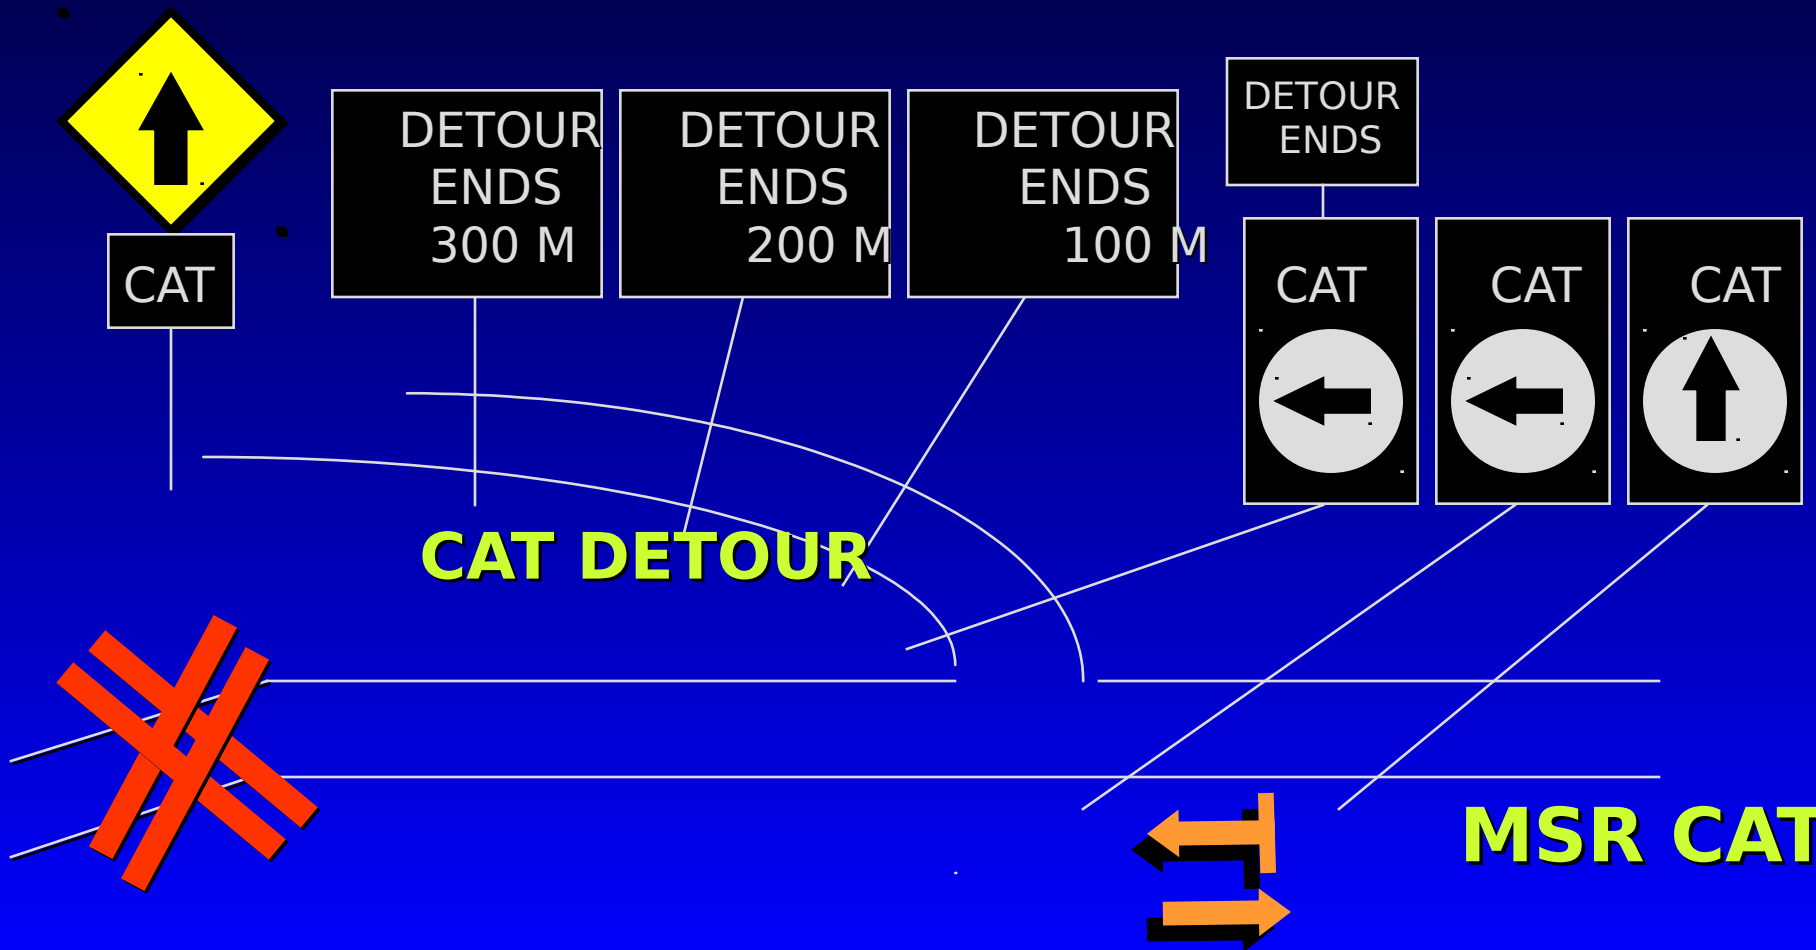 CAT
DETOUR
ENDS
300 M
DETOUR
ENDS
200 M
DETOUR
ENDS
100 M
DETOUR
ENDS
CAT
CAT
CAT
CAT DETOUR
MSR CAT